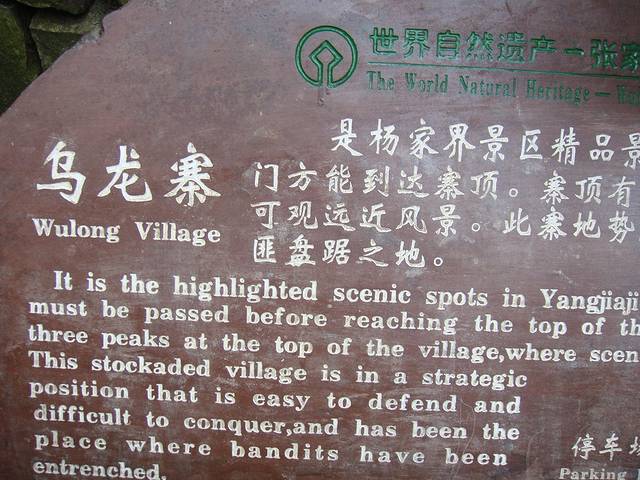 世界自然遗产－张家
The World Natural Heritage —
乌龙寨
Wulong Village
是杨家界景区精品景
门方能到达寨顶。寨顶有
可观远近风景。此寨地势
匪盘踞之地。
It is the highlighted scenic spots in
must be passed before reaching the top of
three peaks at the top of the village,where
This stockaded village is in a strategic
position that is easy to defend and
difficult to conquer,and has been the
place where bandits have been
entrenched.
停车场
Parking